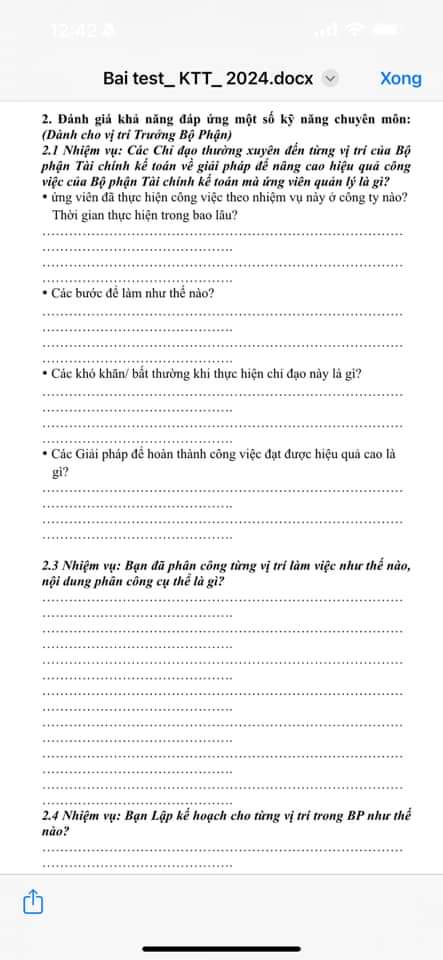 12:42
Bai test_ KTT_ 2024.docx
Xong
2. Đánh giá khả năng đáp ứng một số kỹ năng chuyên môn:
(Dành cho vị trí Trưởng Bộ Phận)
2.1 Nhiệm vụ: Các Chỉ đạo thường xuyên đến từng vị trí của Bộ
phận Tài chính kế toán về giải pháp để nâng cao hiệu quả công
việc của Bộ phận Tài chính kế toán mà ứng viên quản lý là gì?
• ứng viên đã thực hiện công việc theo nhiệm vụ này ở công ty nào?
Thời gian thực hiện trong bao lâu?
• Các bước để làm như thế nào?
• Các khó khăn/ bất thường khi thực hiện chỉ đạo này là gì?
• Các Giải pháp để hoàn thành công việc đạt được hiệu quả cao là
gì?
2.3 Nhiệm vụ: Bạn đã phân công từng vị trí làm việc như thế nào,
nội dung phân công cụ thể là gì?
2.4 Nhiệm vụ: Bạn Lập kế hoạch cho từng vị trí trong BP như thế
nào?